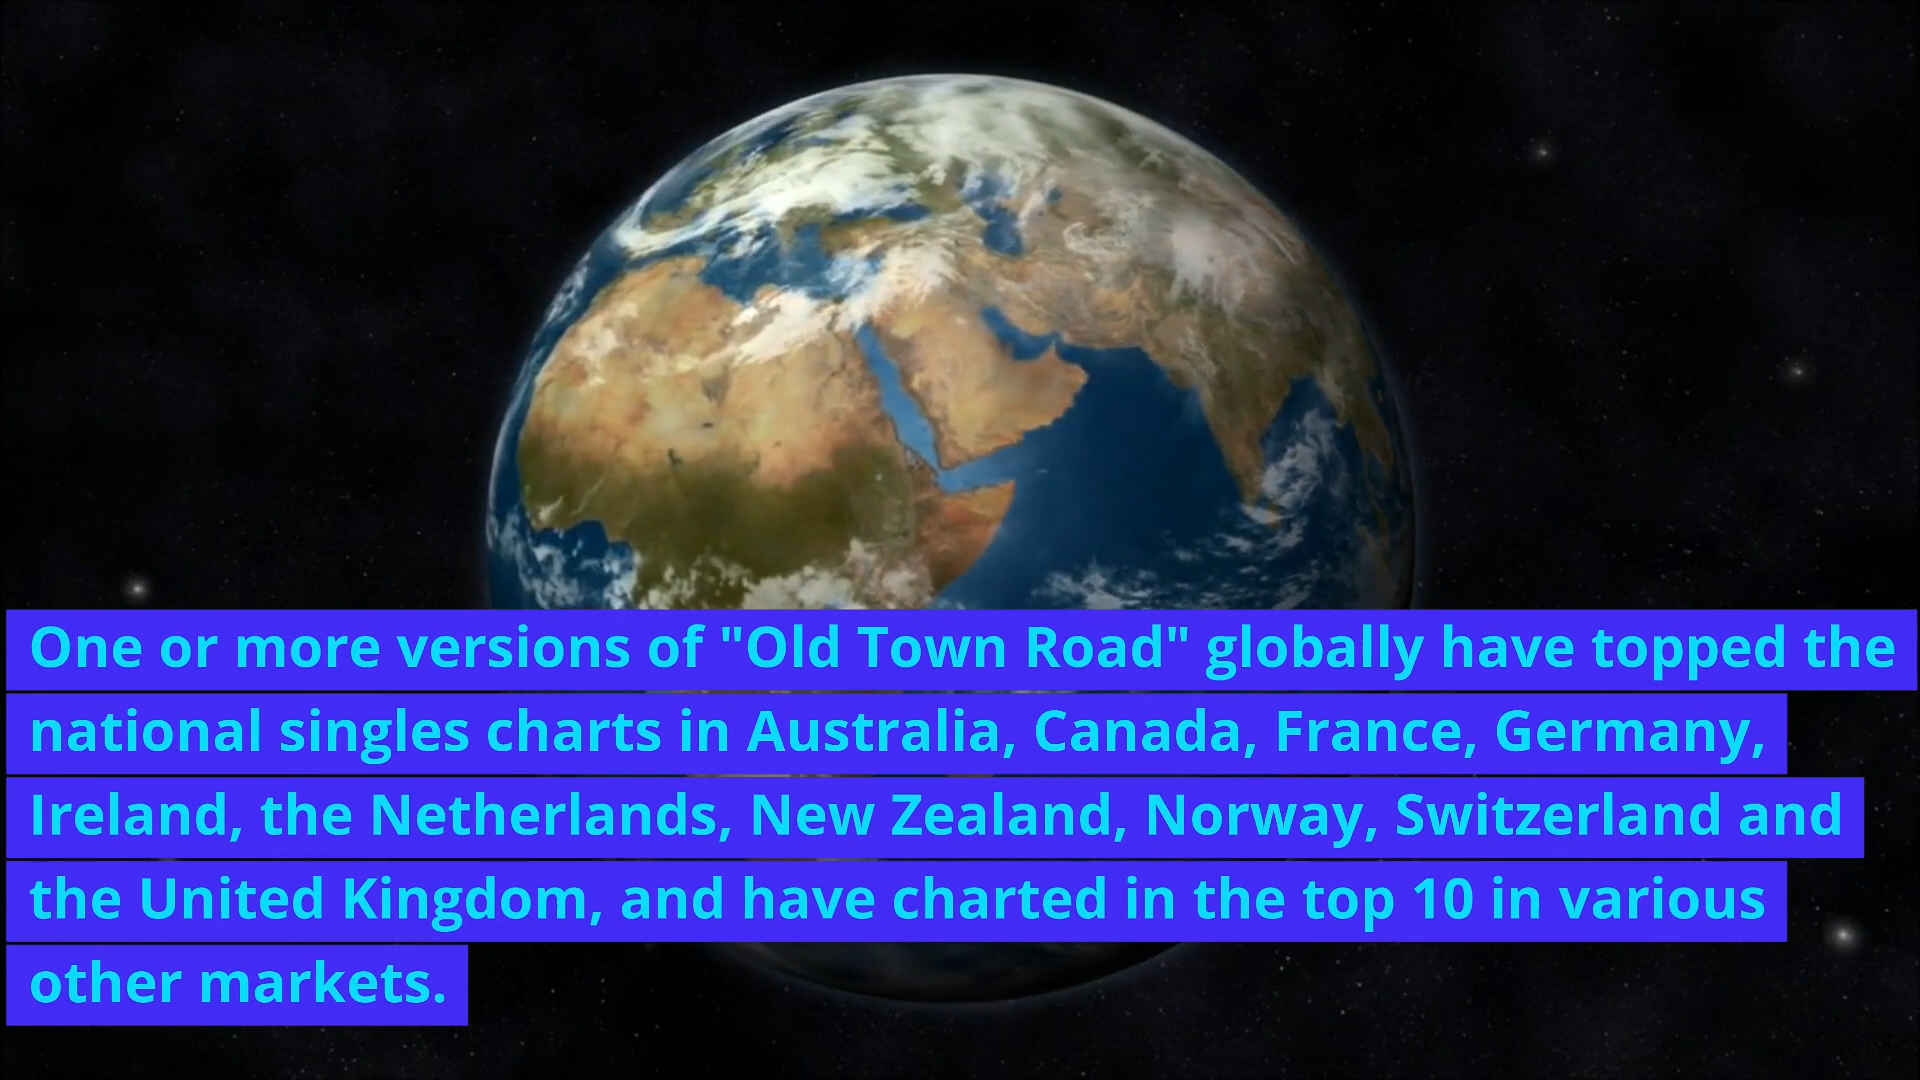 One or more versions of "Old Town Road" globally have topped the
national singles charts in Australia, Canada, France, Germany,
Ireland, the Netherlands, New Zealand, Norway, Switzerland and
the United Kingdom, and have charted in the top 10 in various
other markets.